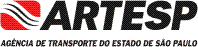 ARTESP
AGÊNCIA DE TRANSPORTE DO ESTADO DE SÃO PAULO